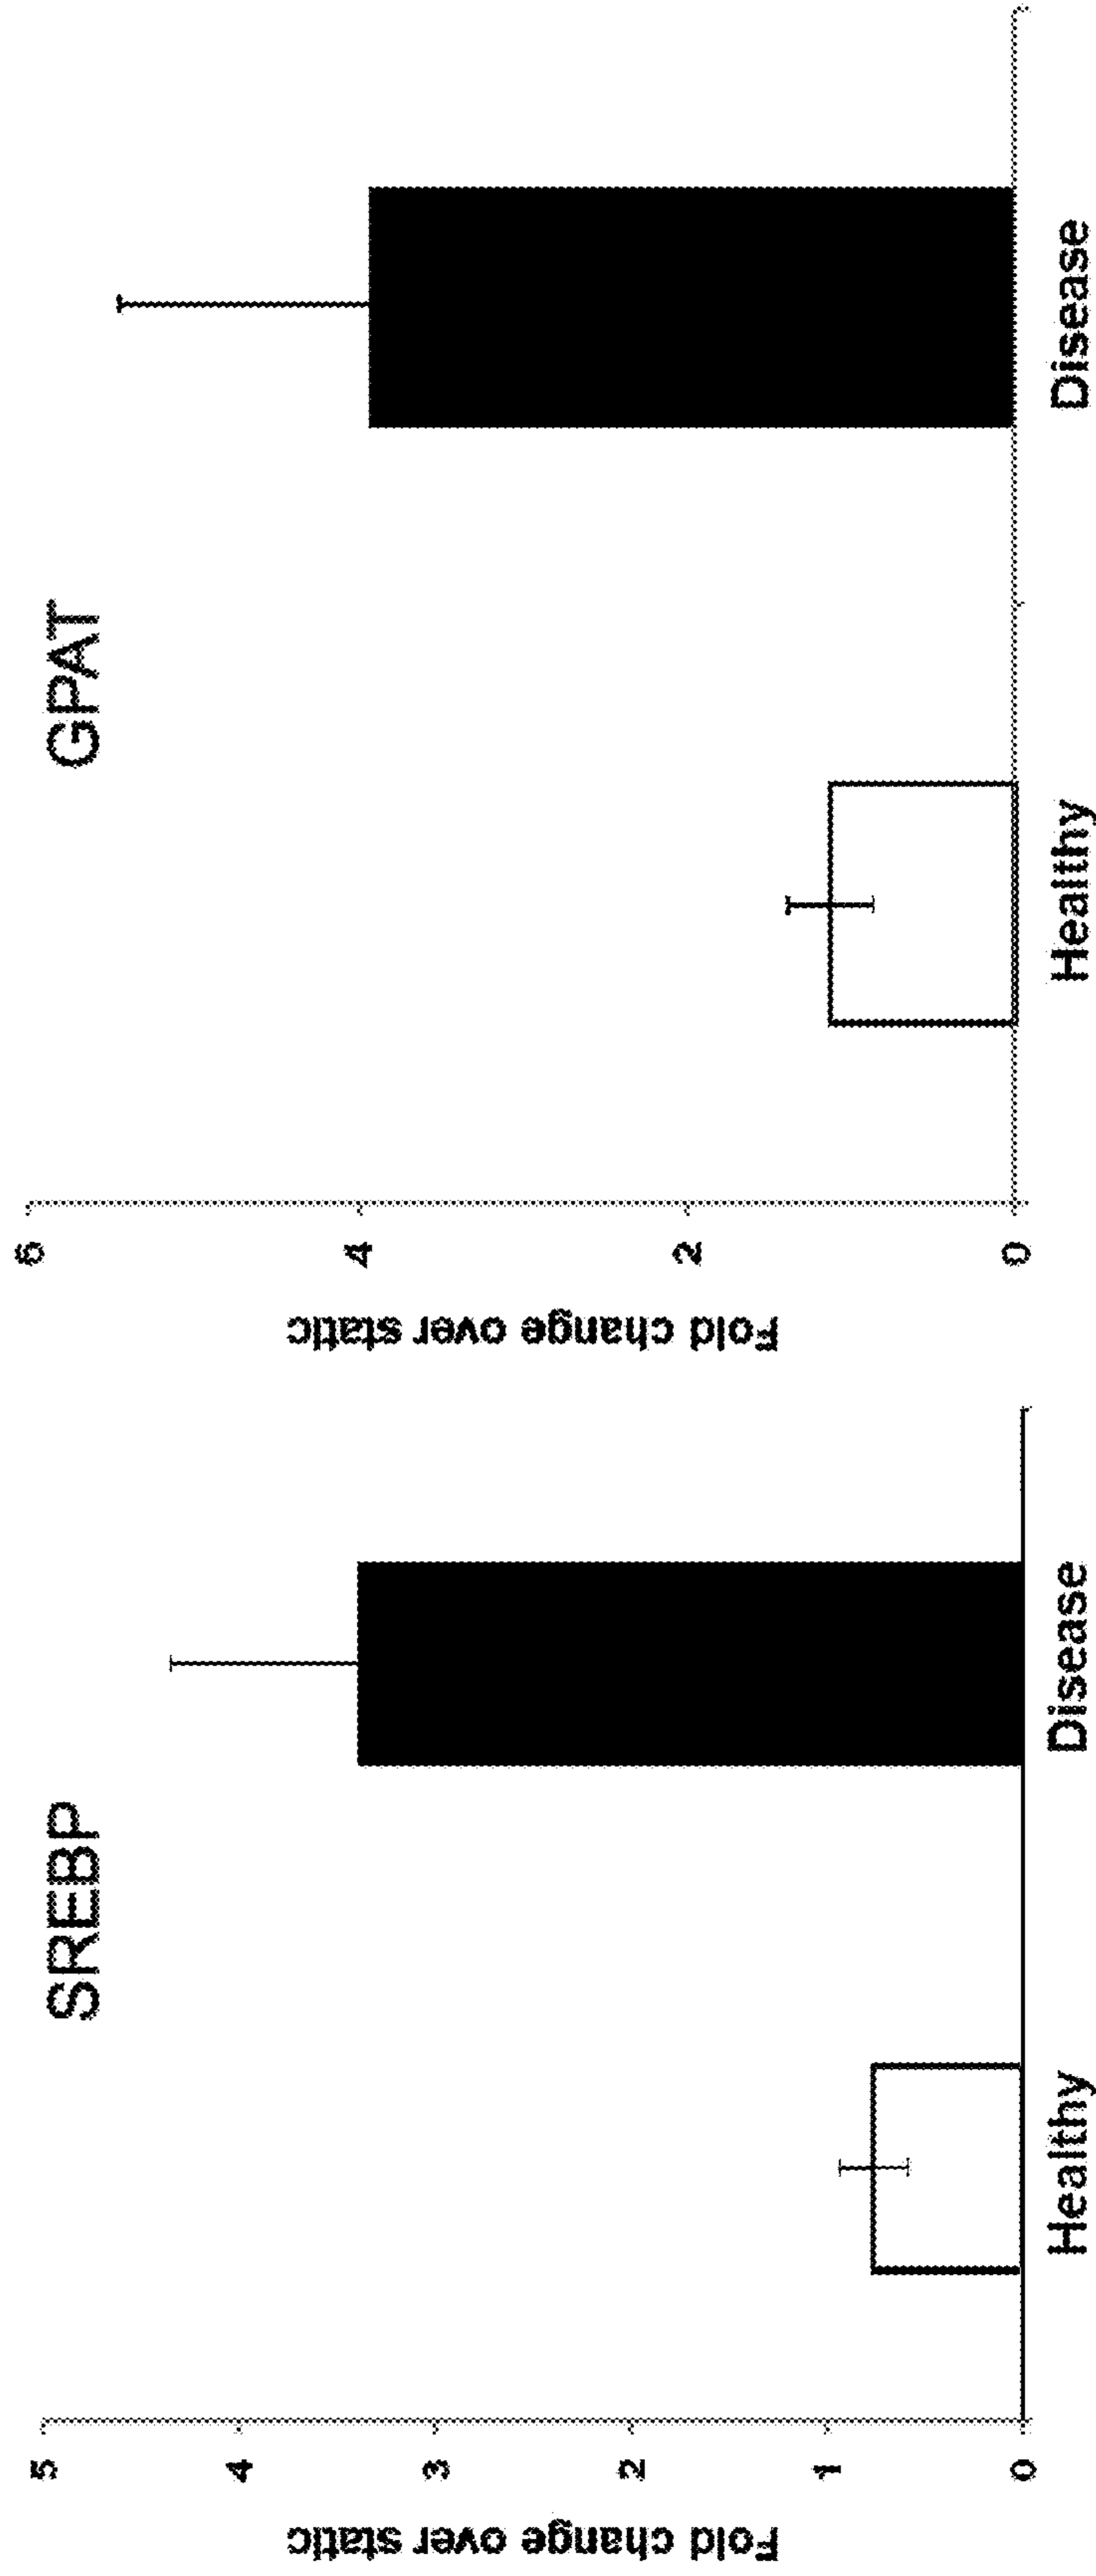 SREBP
Fold change over static
5
4
3
2
1
0
Healthy
Disease
GPAT
Fold change over static
6
4
2
0
Healthy
Disease